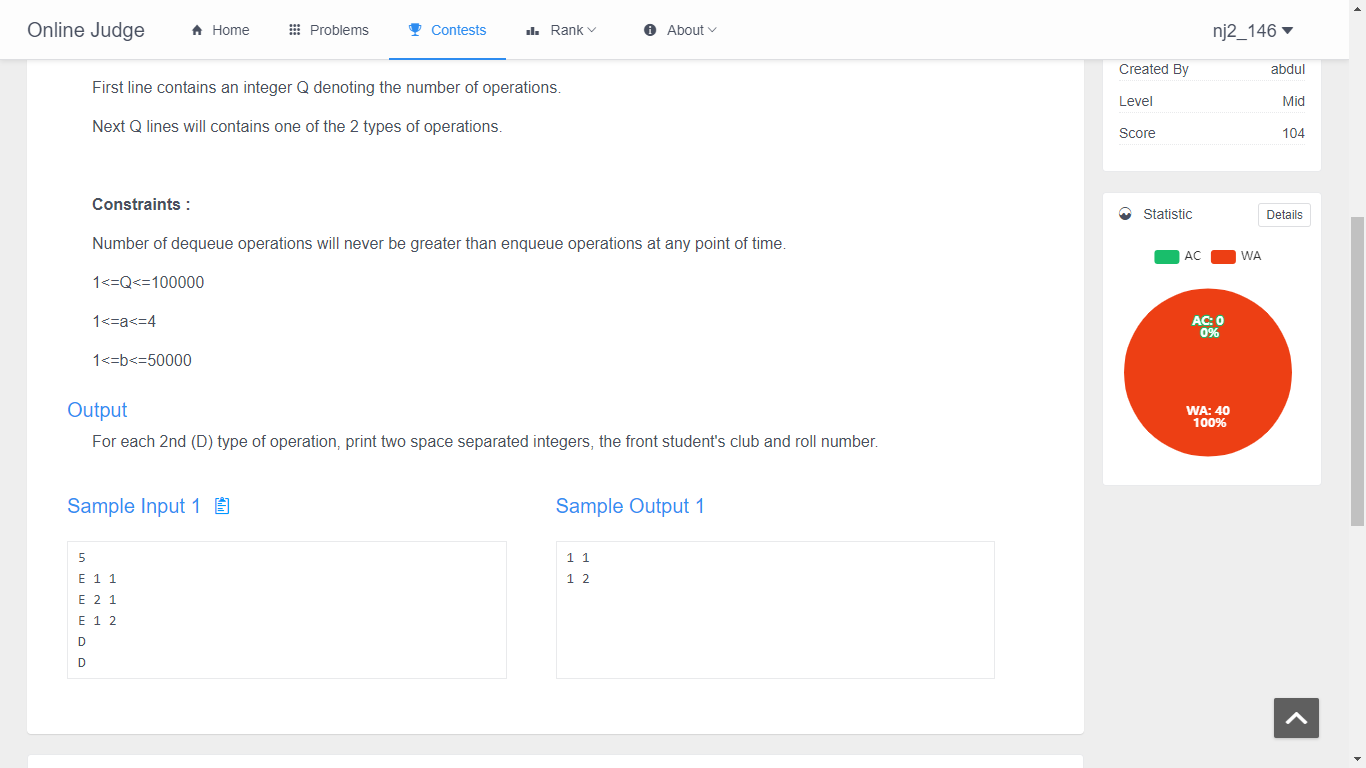 Online Judge
Home
Problems
Contests
Rank
About
nj2_146
First line contains an integer Q denoting the number of operations.
Next Q lines will contains one of the 2 types of operations.
Constraints :
Number of dequeue operations will never be greater than enqueue operations at any point of time.
1<=Q<=100000
1<=a<=4
1<=b<=50000
Output
For each 2nd (D) type of operation, print two space separated integers, the front student's club and roll number.
Sample Input 1
5
E 1 1
E 2 1
E 1 2
D
D
Sample Output 1
1 1
1 2
Created By abdul
Level Mid
Score 104
Statistic
Details
AC WA
AC: 0
0%
WA: 40
100%